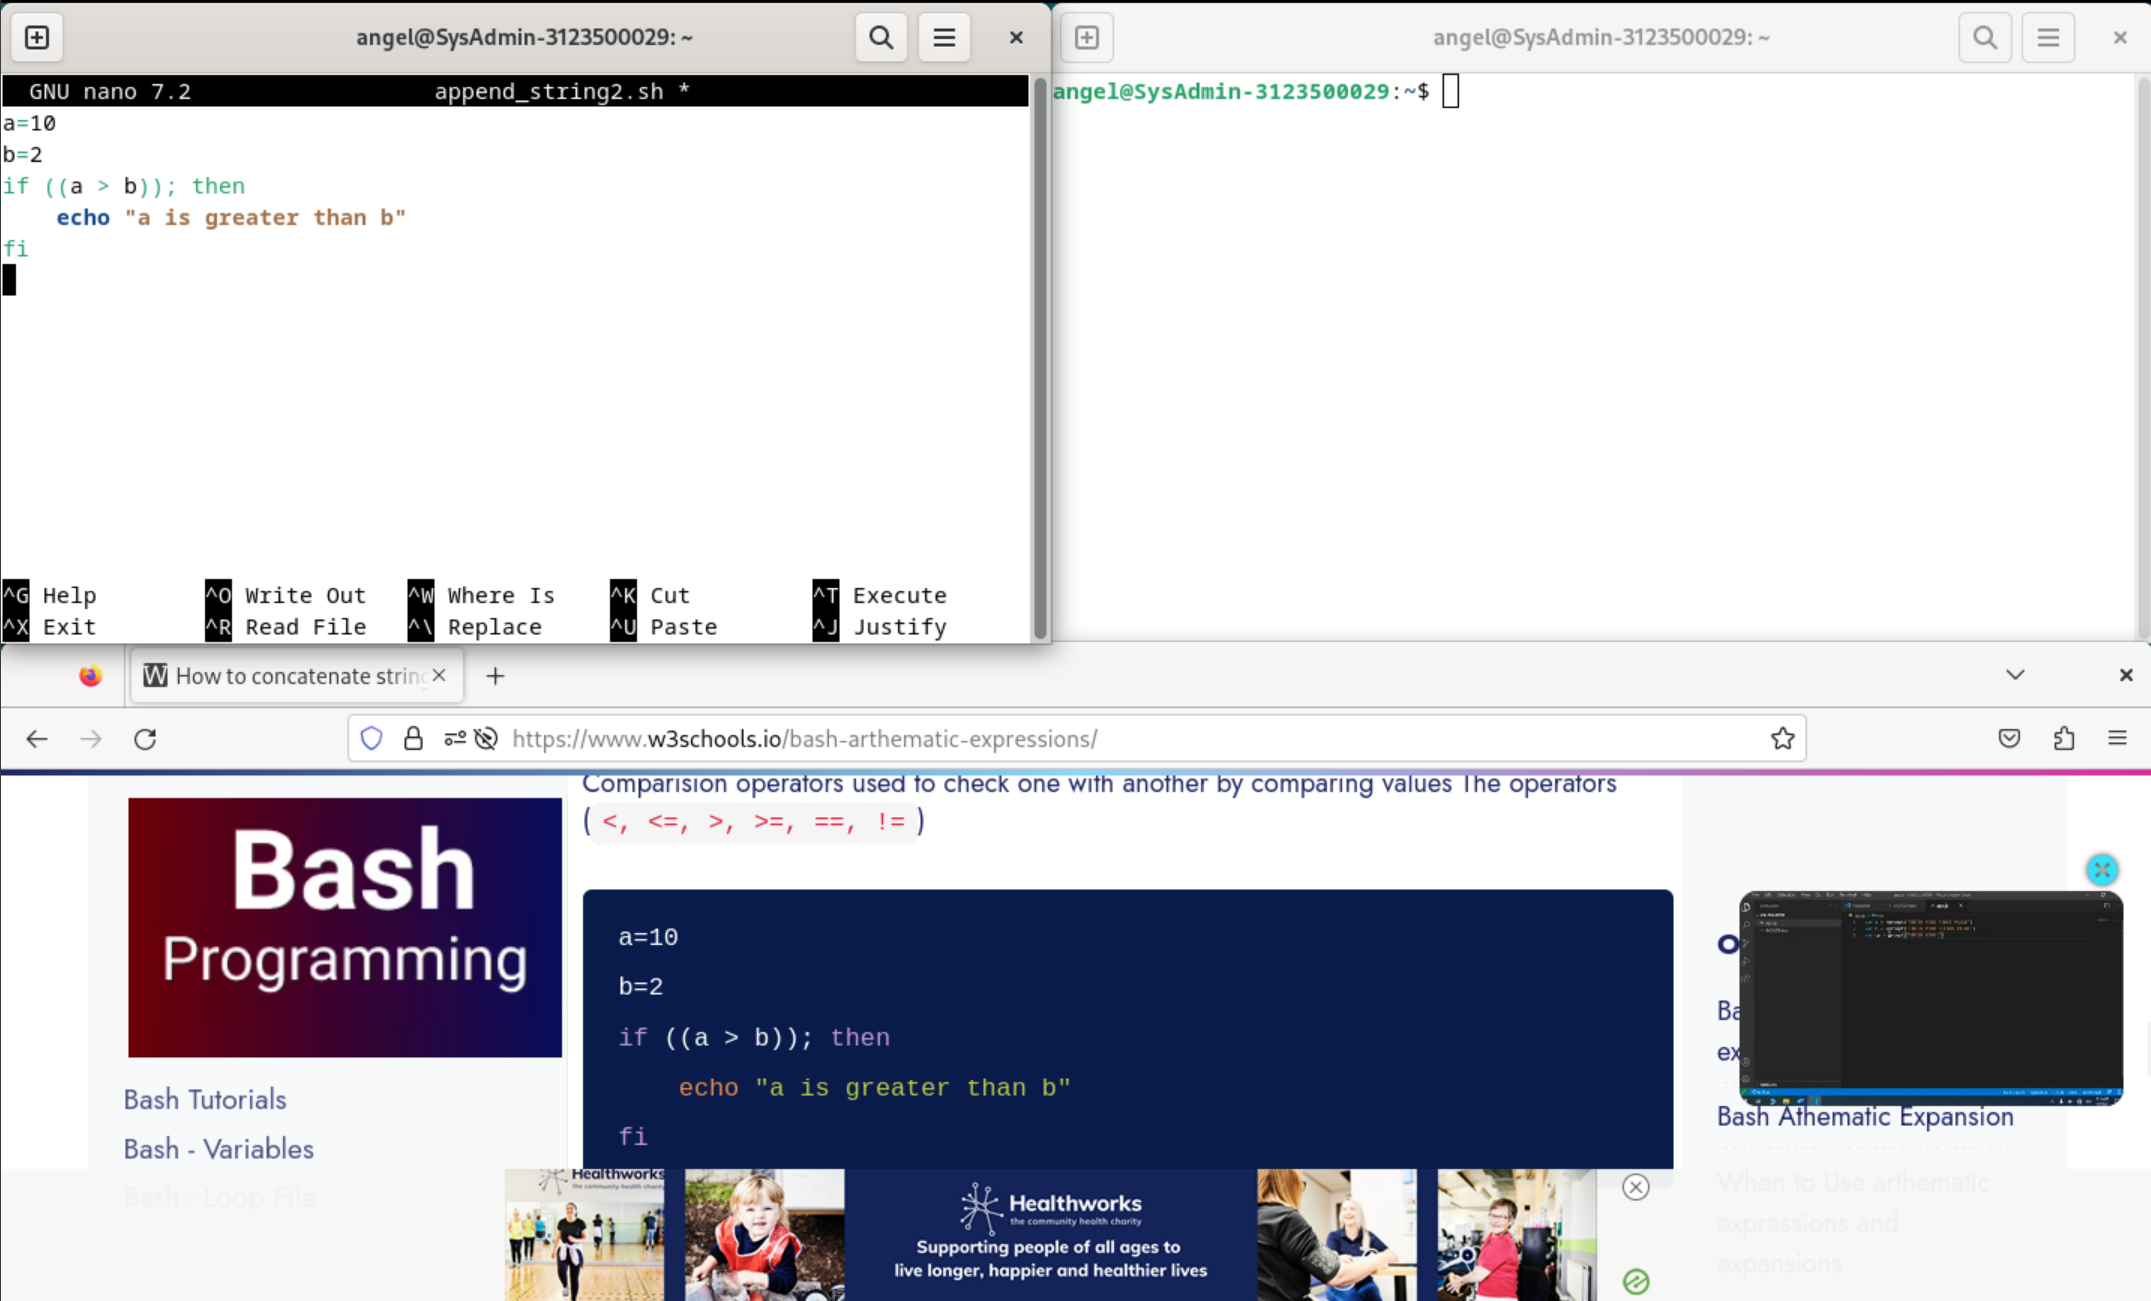 angel@SysAdmin-3123500029: ~
GNU nano 7.2 append_string2.sh *
a=10
b=2
if ((a > b)); then
    echo "a is greater than b"
fi
^G Help ^O Write Out ^W Where Is ^K Cut ^T Execute
^X Exit ^R Read File ^\ Replace ^U Paste ^J Justify
angel@SysAdmin-3123500029: ~
angel@SysAdmin-3123500029:~$
How to concatenate strin
https://www.w3schools.io/bash-arthematic-expressions/
Bash
Programming
Bash Tutorials
Bash - Variables
Bash - Loop File
Comparision operators used to check one with another by comparing values The operators
( <, <=, >, >=, ==, != )
a=10
b=2
if ((a > b)); then
    echo "a is greater than b"
fi
Bash Athematic Expansion
When to Use arthematic
expressions and
expansions
Healthworks
the community health charity
Healthworks
the community health charity
Supporting people of all ages to
live longer, happier and healthier lives